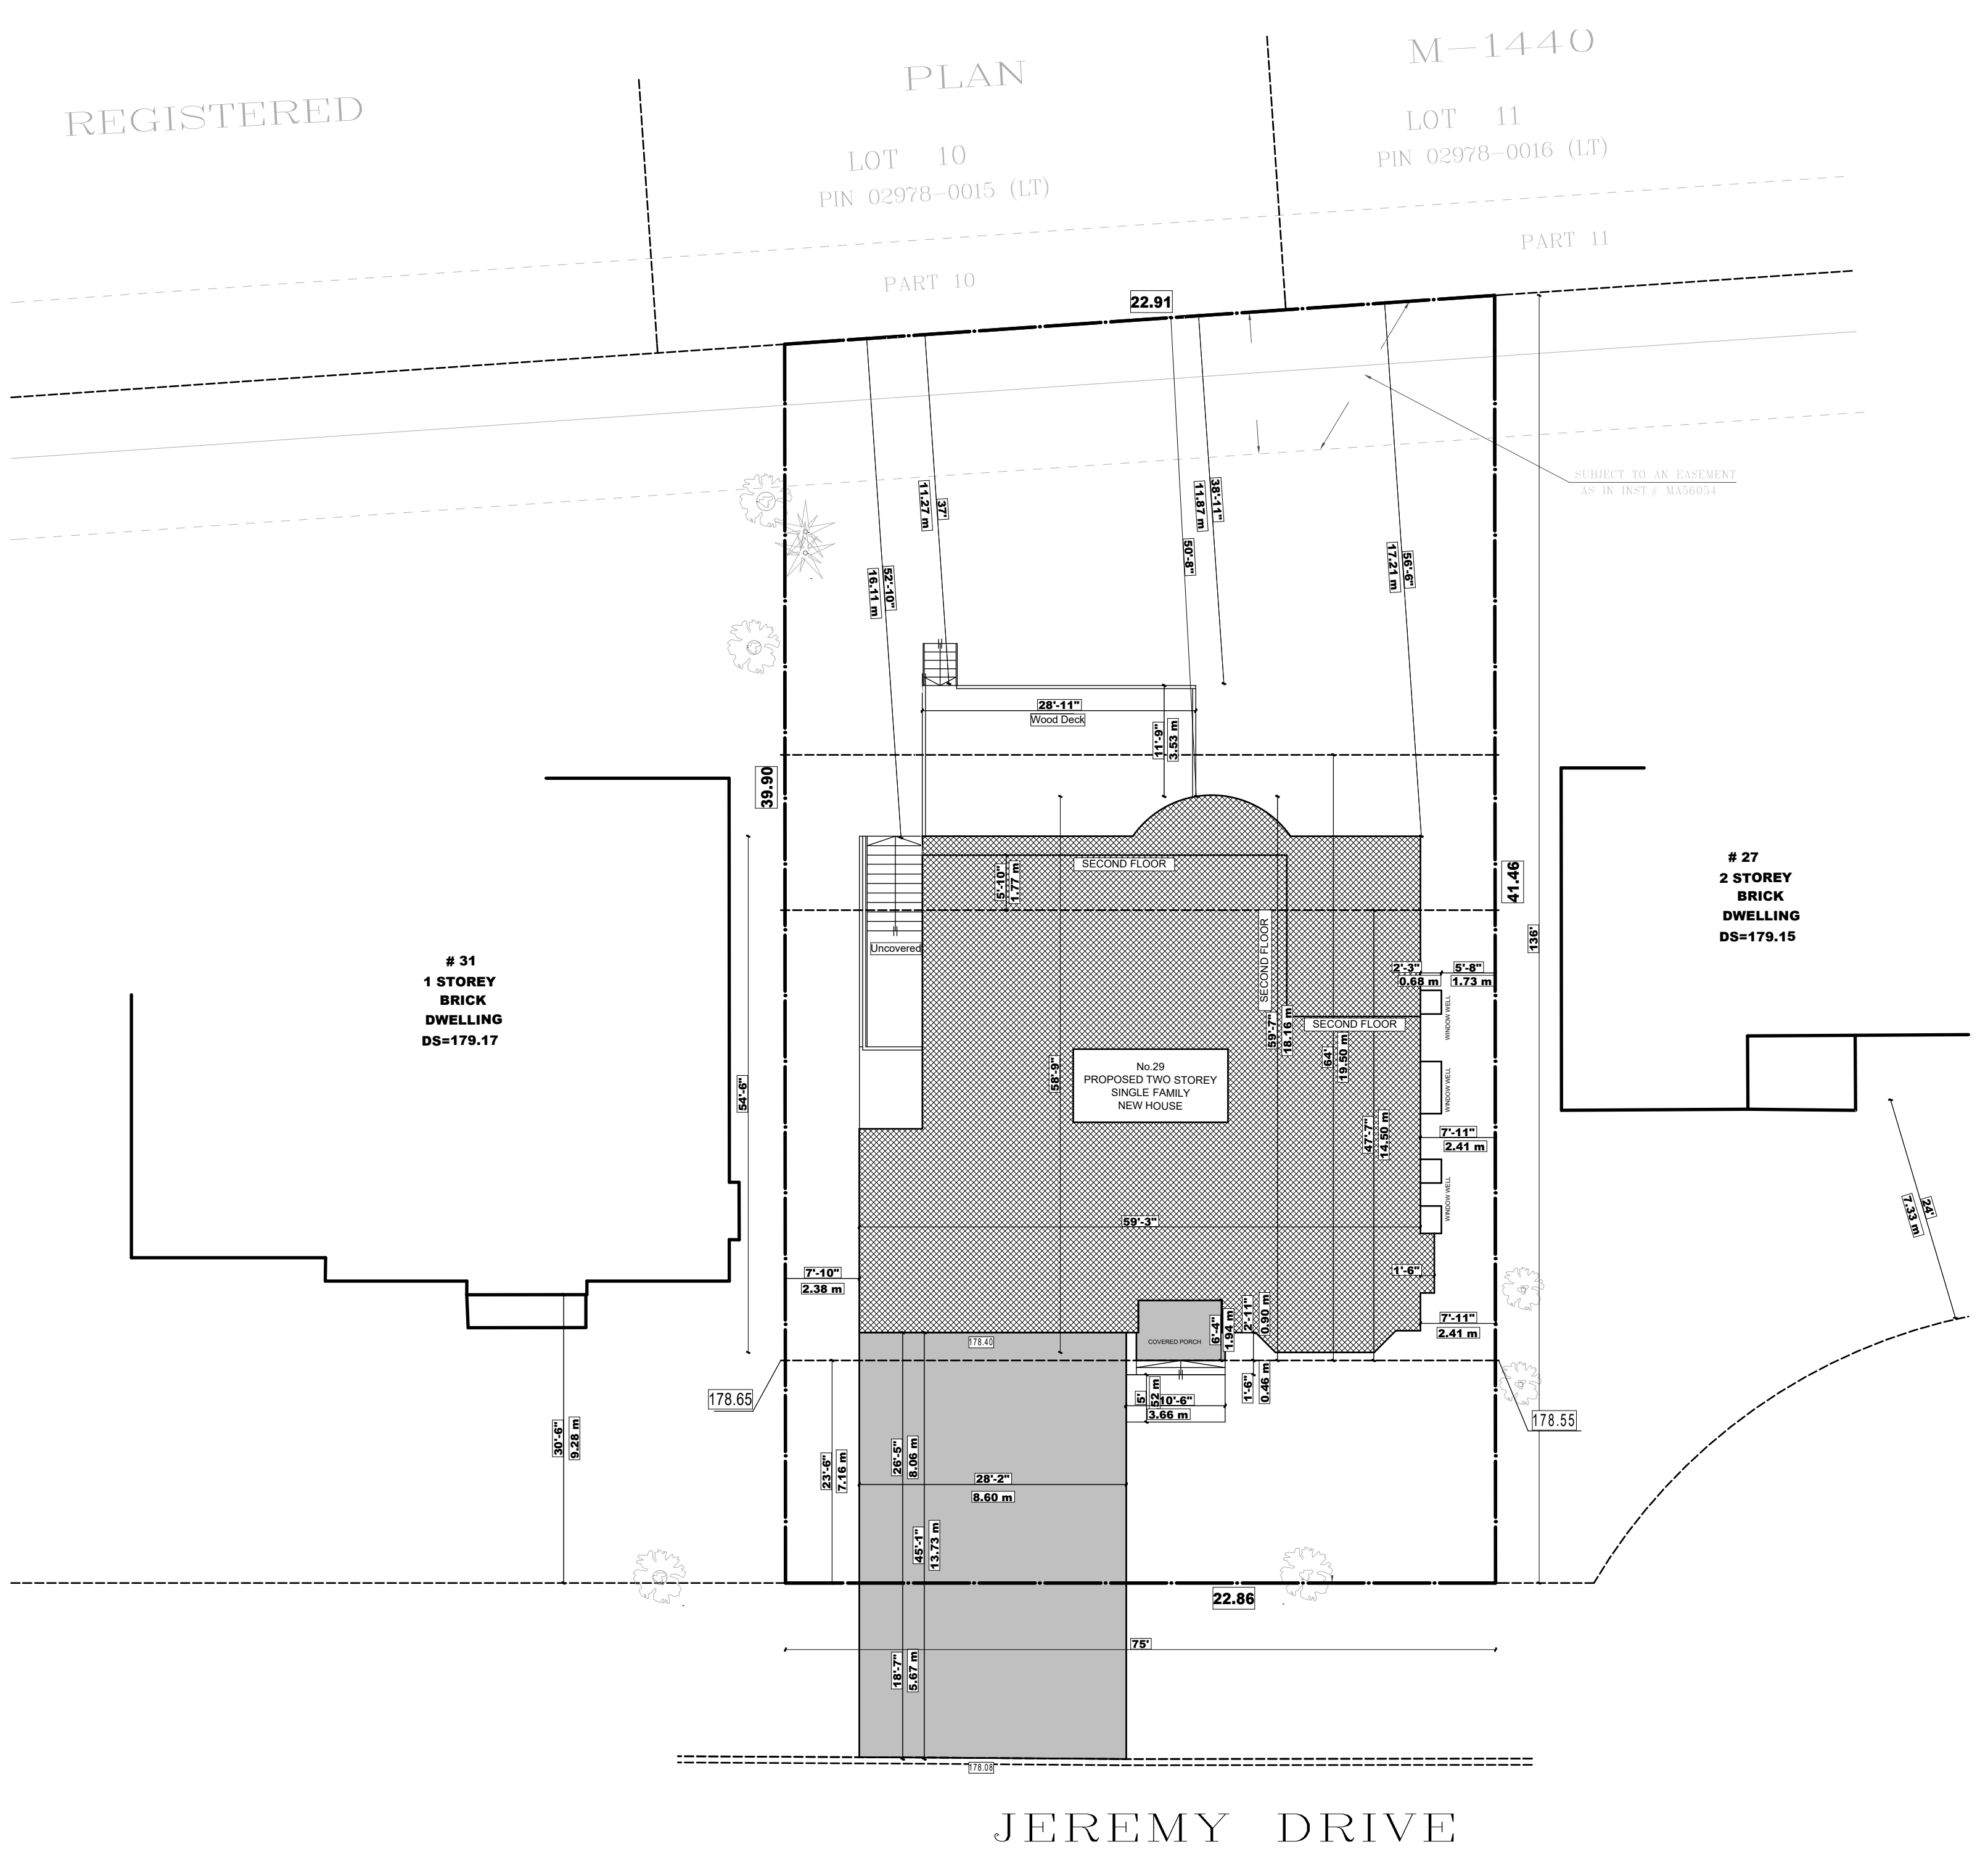 REGISTERED
PLAN
M-1440
LOT 10
PIN 02978-0015 (LT)
LOT 11
PIN 02978-0016 (LT)
PART 10
PART 11
22.91
SUBJECT TO AN EASEMENT
AS IN INST.# MA56054
11.27 m
37'
11.87 m
38'-11"
50'-8"
16.11 m
52'-10"
17.21 m
56'-6"
28'-11"
Wood Deck
11'-9"
3.53 m
39.90
41.46
136'
SECOND FLOOR
5'-10"
1.77 m
SECOND FLOOR
Uncovered
# 31
1 STOREY
BRICK
DWELLING
DS=179.17
# 27
2 STOREY
BRICK
DWELLING
DS=179.15
2'-3"
0.68 m
5'-8"
1.73 m
WINDOW WELL
SECOND FLOOR
59'-7"
18.16 m
64'
19.50 m
58'-9"
No.29
PROPOSED TWO STOREY
SINGLE FAMILY
NEW HOUSE
54'-6"
WINDOW WELL
47'-7"
14.50 m
7'-11"
2.41 m
WINDOW WELL
24'
7.33 m
59'-3"
7'-10"
2.38 m
1'-6"
7'-11"
2.41 m
2'-11"
0.90 m
6'-4"
1.94 m
COVERED PORCH
178.40
178.65
178.55
5'
52 m
10'-6"
3.66 m
1'-6"
0.46 m
30'-6"
9.28 m
23'-6"
7.16 m
26'-5"
8.06 m
28'-2"
8.60 m
45'-1"
13.73 m
22.86
75'
18'-7"
5.67 m
178.08
JEREMY DRIVE